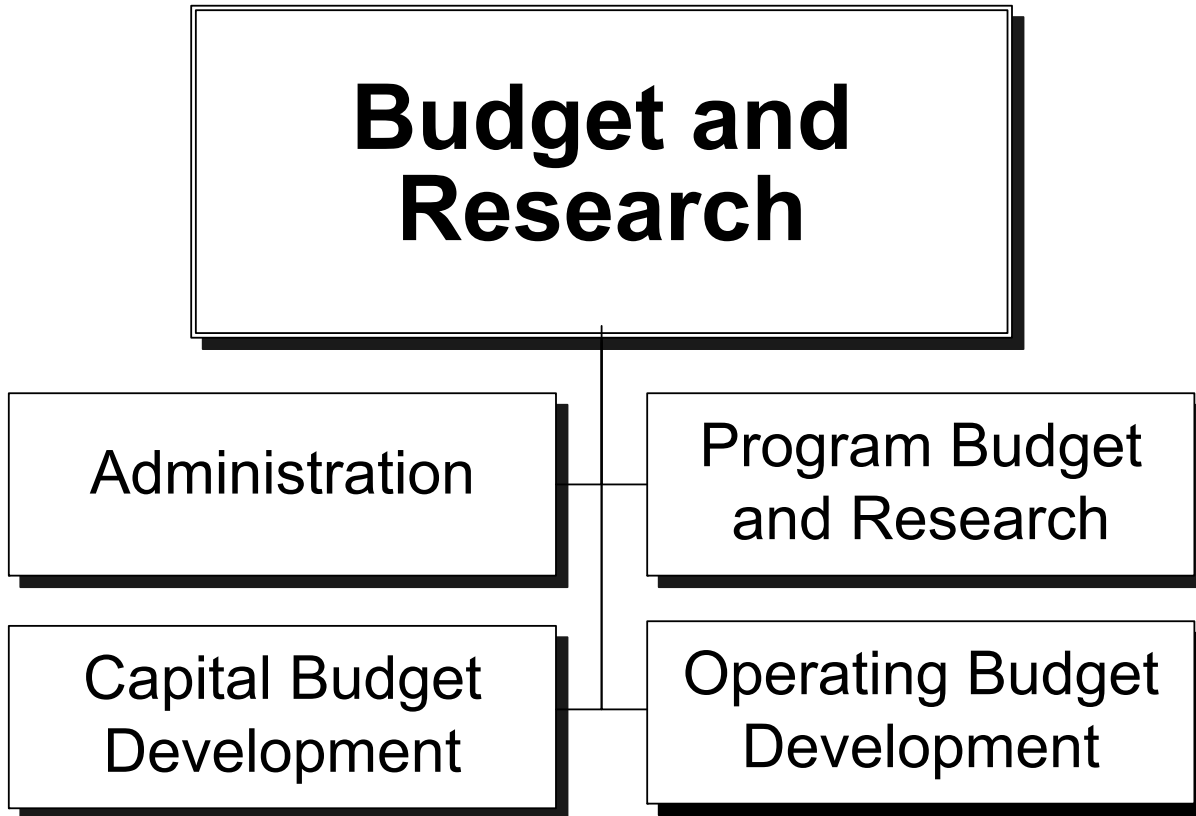 Budget and
Research
Administration
Program Budget
and Research
Capital Budget
Development
Operating Budget
Development